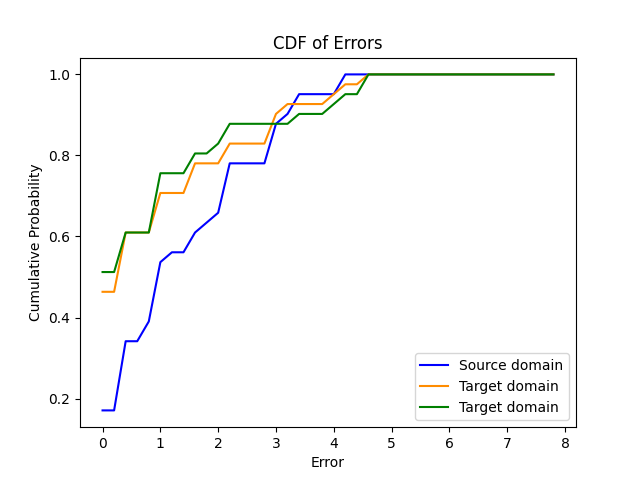 CDF of Errors
1.0
0.8
0.6
0.4
0.2
Cumulative Probability
0 1 2 3 4 5 6 7 8
Error
Source domain
Target domain
Target domain